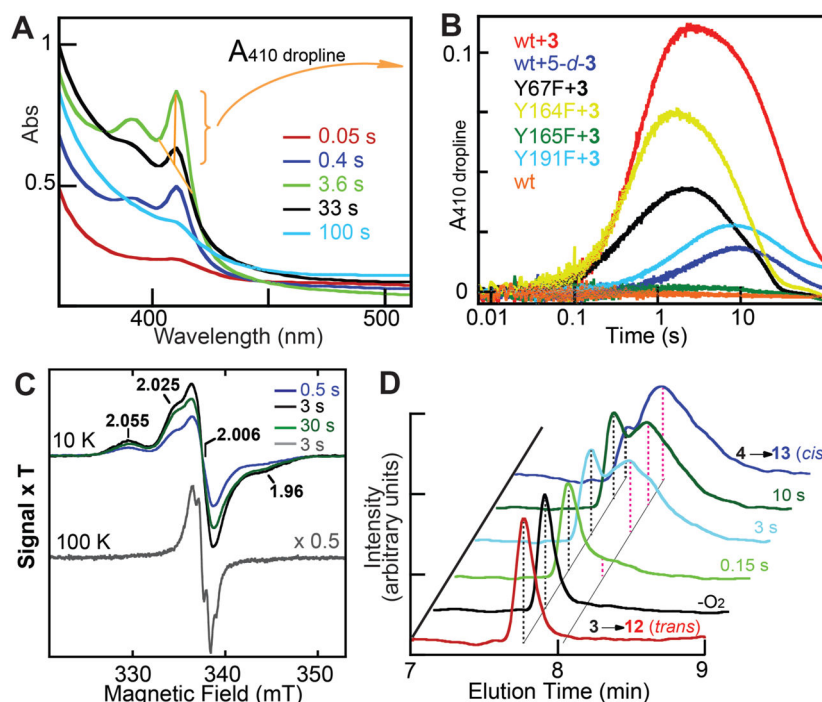 A
1
A410 dropline
Abs
0.5
0.05 s
0.4 s
3.6 s
33 s
100 s
400
500
Wavelength (nm)
B
0.1
wt+3
wt+5-d-3
Y67F+3
Y164F+3
Y165F+3
Y191F+3
wt
A410 dropline
0
0.01
0.1
1
10
Time (s)
C
2.025
0.5 s
3 s
30 s
3 s
2.055
10 K
2.006
1.96
Signal x T
100 K
x 0.5
330
340
350
Magnetic Field (mT)
D
4→13 (cis)
10 s
3 s
0.15 s
-O2
3→12 (trans)
Intensity
(arbitrary units)
7
8
9
Elution Time (min)